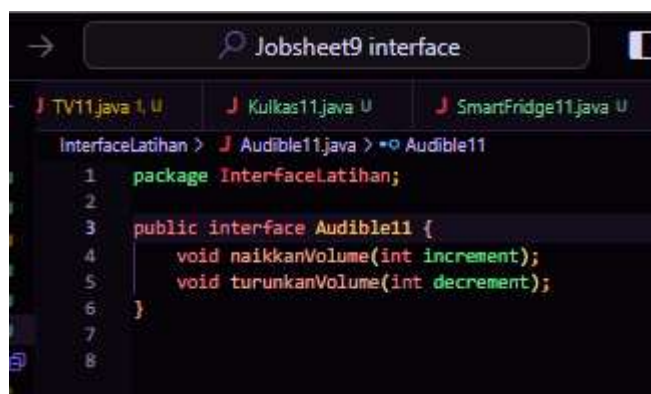 Jobsheet9 interface
J TV11.java 1, U J Kulkas11.java U J SmartFridge11.java U
InterfaceLatihan > J Audible11.java > Audible11
1 package InterfaceLatihan;
2
3 public interface Audible11 {
4 void naikkanVolume(int increment);
5 void turunkanVolume(int decrement);
6 }
7
8